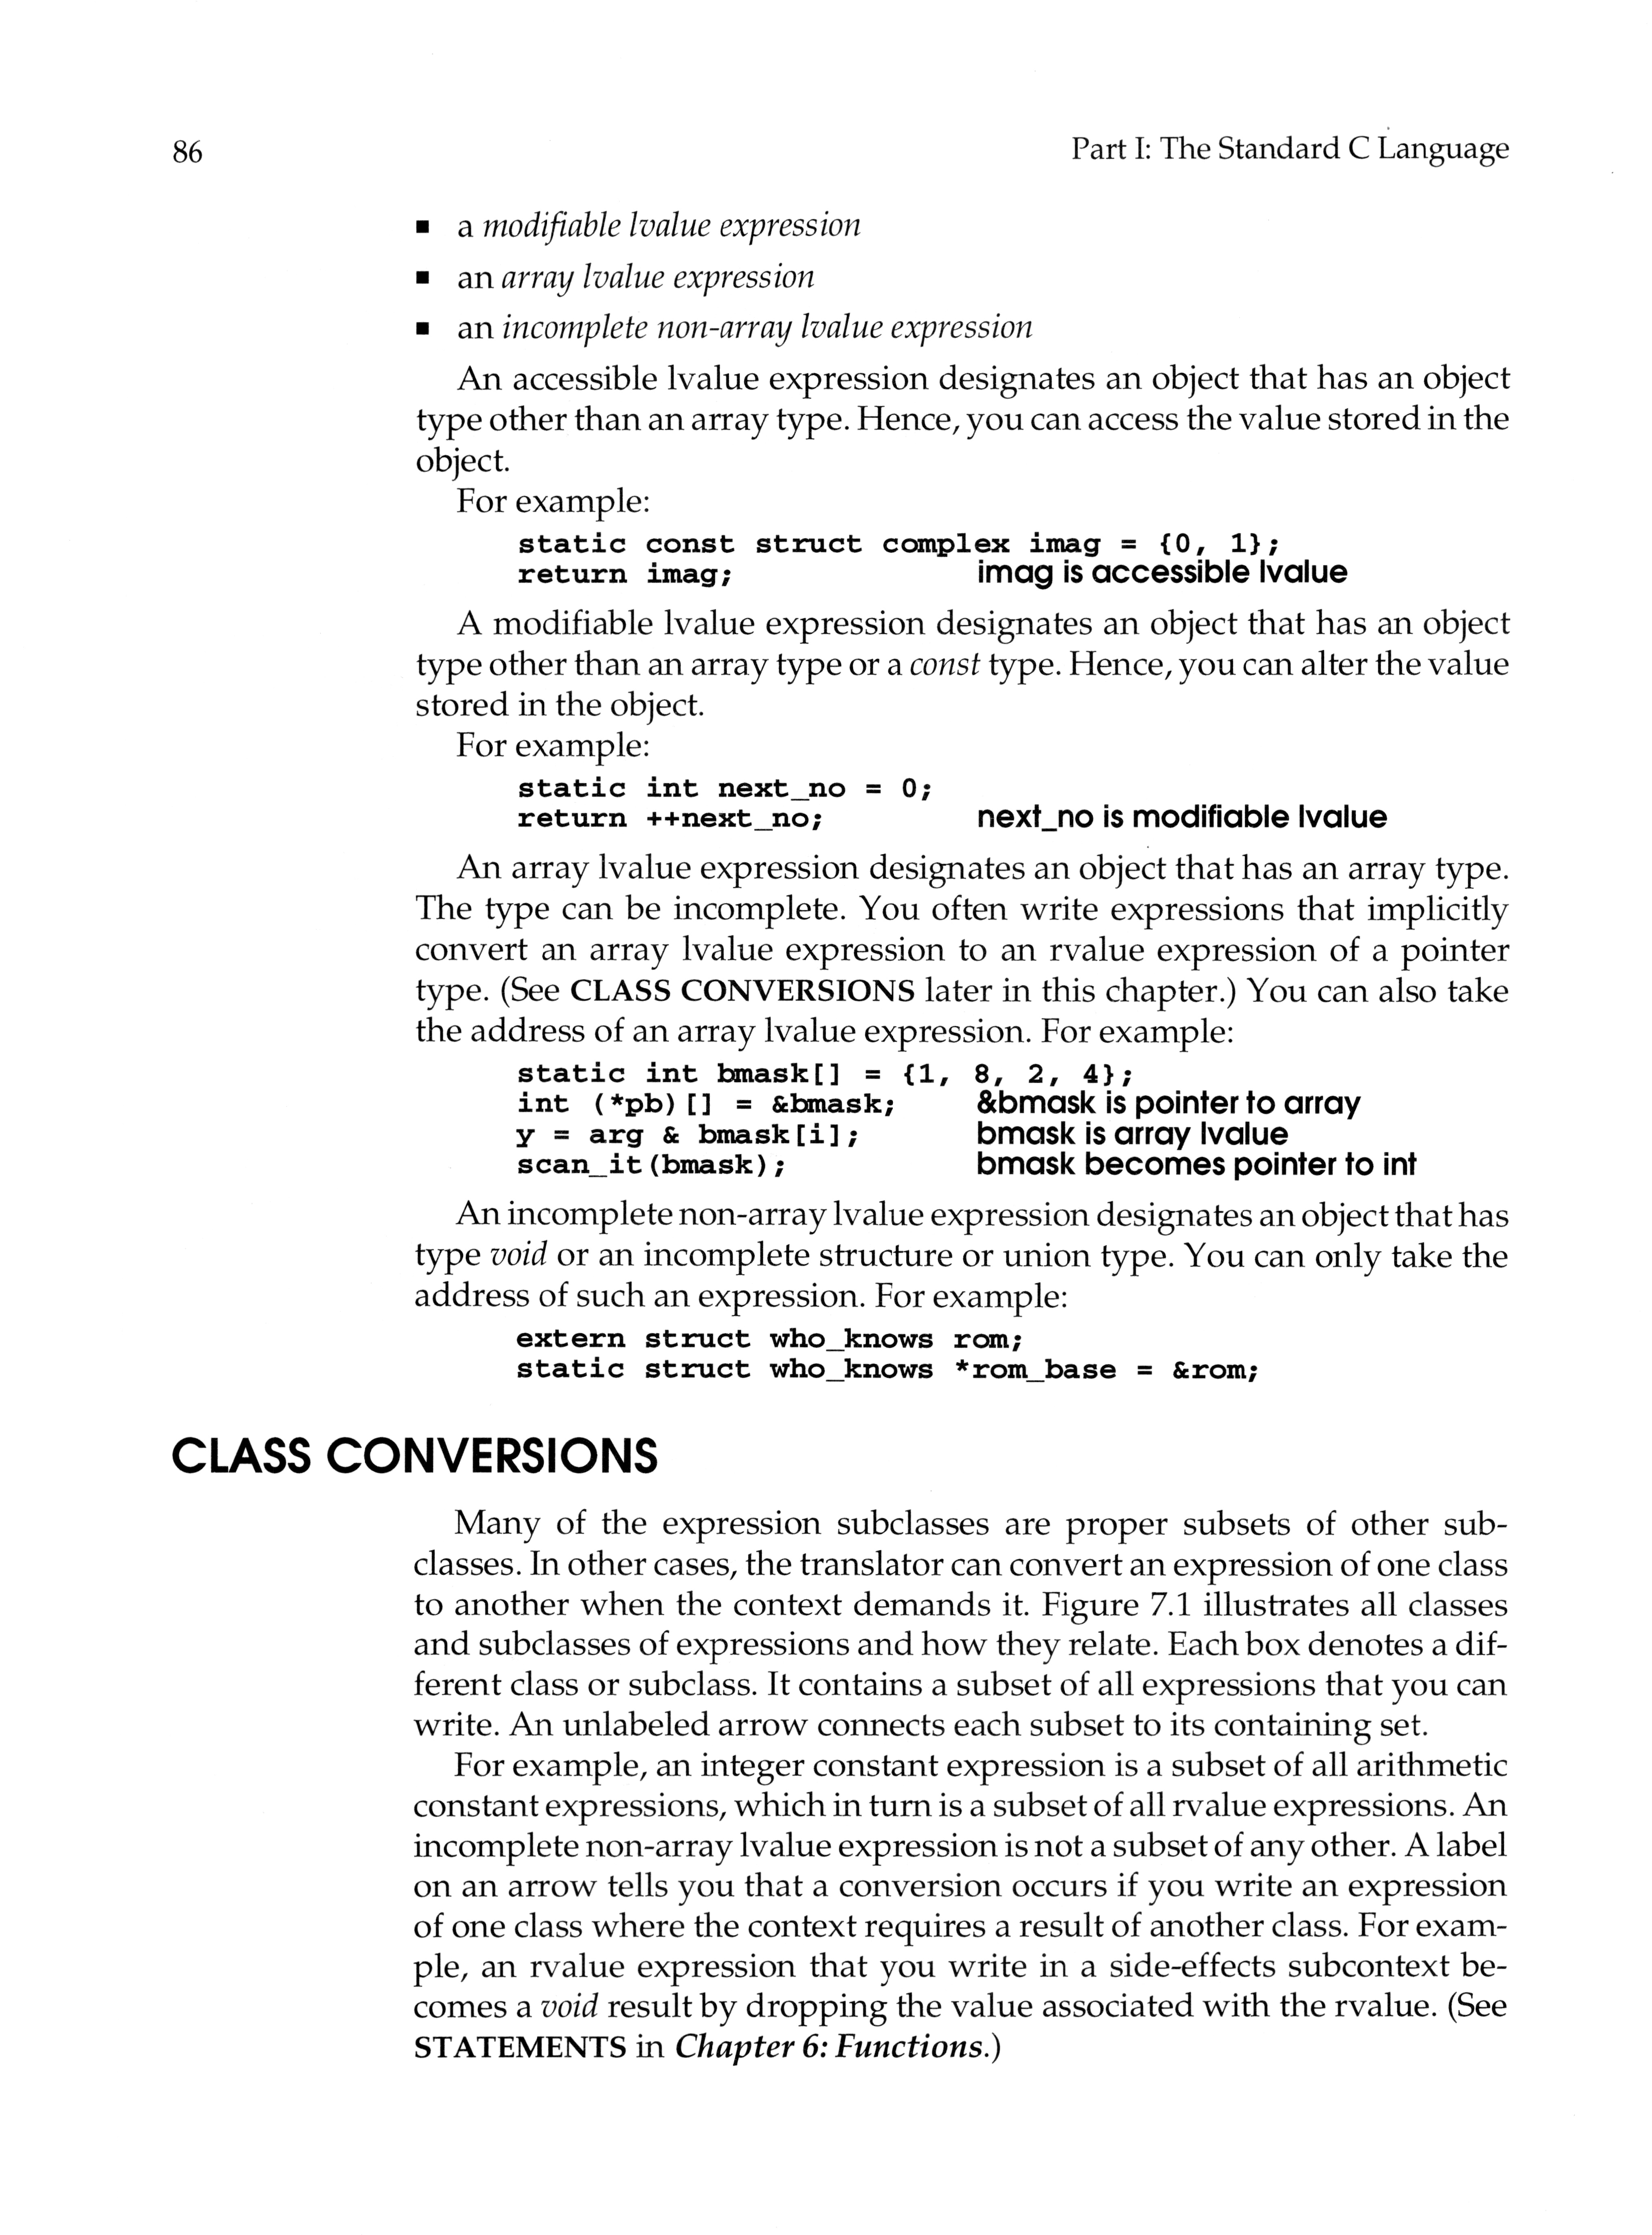 86 Part I: The Standard C Language
▪ a modifiable lvalue expression
▪ an array lvalue expression
▪ an incomplete non-array lvalue expression
An accessible lvalue expression designates an object that has an object
type other than an array type. Hence, you can access the value stored in the
object.
For example:
static const struct complex imag = {0, 1};
return imag; imag is accessible lvalue
A modifiable lvalue expression designates an object that has an object
type other than an array type or a const type. Hence, you can alter the value
stored in the object.
For example:
static int next_no = 0;
return ++next_no; next_no is modifiable lvalue
An array lvalue expression designates an object that has an array type.
The type can be incomplete. You often write expressions that implicitly
convert an array lvalue expression to an rvalue expression of a pointer
type. (See CLASS CONVERSIONS later in this chapter.) You can also take
the address of an array lvalue expression. For example:
static int bmask[] = {1, 8, 2, 4};
int (*pb)[] = &bmask; &bmask is pointer to array
y = arg & bmask[i]; bmask is array lvalue
scan_it(bmask); bmask becomes pointer to int
An incomplete non-array lvalue expression designates an object that has
type void or an incomplete structure or union type. You can only take the
address of such an expression. For example:
extern struct who_knows rom;
static struct who_knows *rom_base = &rom;
CLASS CONVERSIONS
Many of the expression subclasses are proper subsets of other sub-
classes. In other cases, the translator can convert an expression of one class
to another when the context demands it. Figure 7.1 illustrates all classes
and subclasses of expressions and how they relate. Each box denotes a dif-
ferent class or subclass. It contains a subset of all expressions that you can
write. An unlabeled arrow connects each subset to its containing set.
For example, an integer constant expression is a subset of all arithmetic
constant expressions, which in turn is a subset of all rvalue expressions. An
incomplete non-array lvalue expression is not a subset of any other. A label
on an arrow tells you that a conversion occurs if you write an expression
of one class where the context requires a result of another class. For exam-
ple, an rvalue expression that you write in a side-effects subcontext be-
comes a void result by dropping the value associated with the rvalue. (See
STATEMENTS in Chapter 6: Functions.)